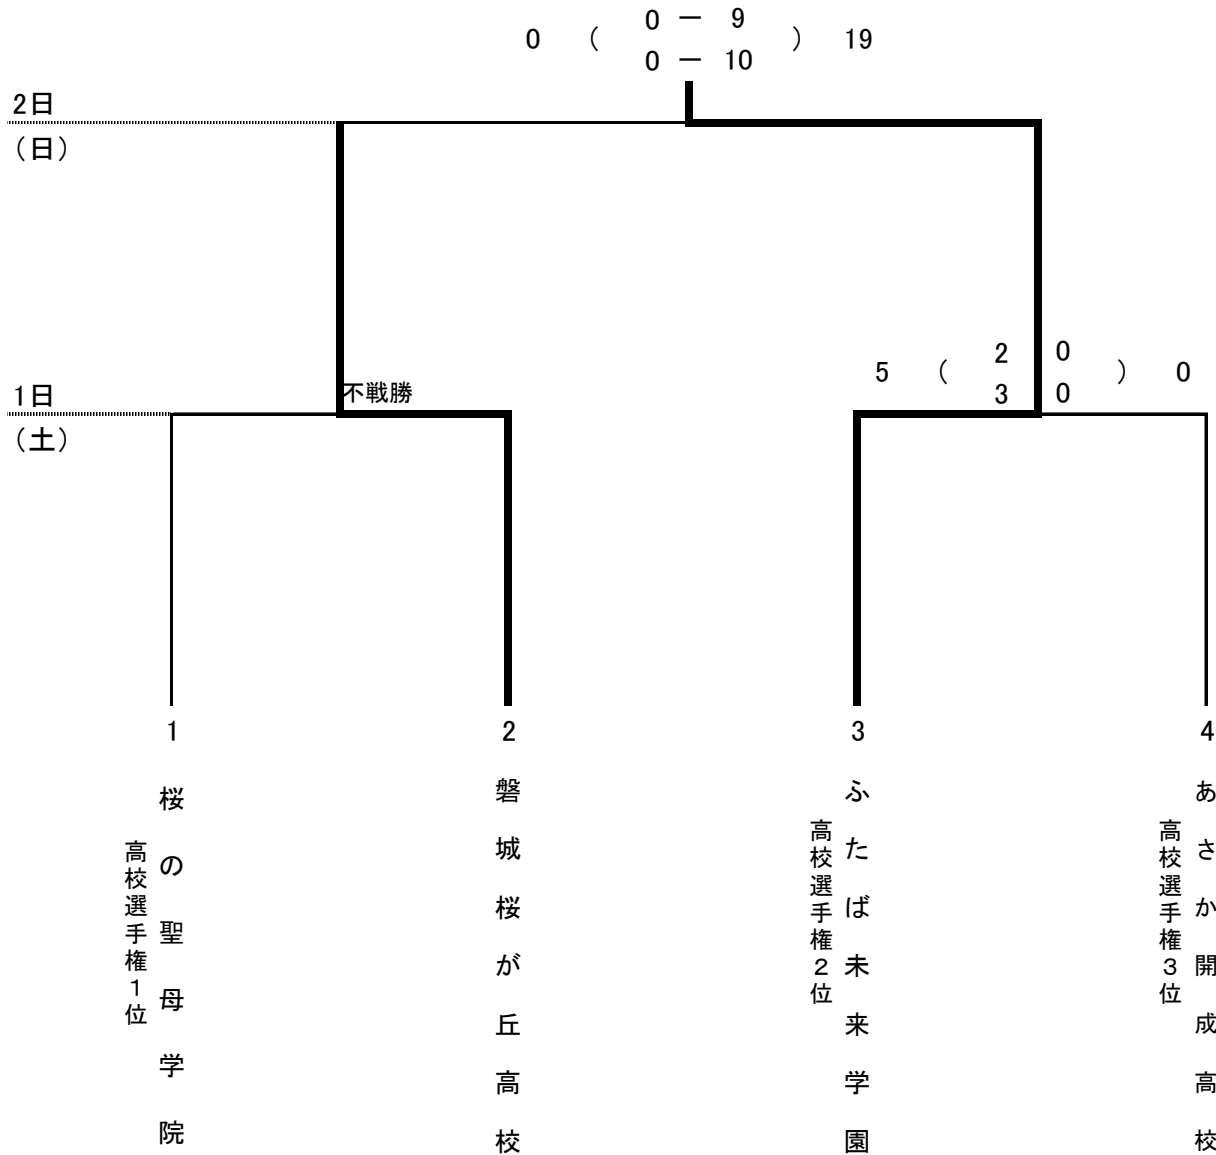 0 ( 0 － 9 ) 19
0 － 10
2日
(日)
5 ( 2 0 ) 0
3 0
1日
不戦勝
(土)
1
2
3
4
桜の聖母学院
高校選手権1位
磐城桜が丘高校
ふたば未来学園
高校選手権2位
あさか開成高校
高校選手権3位